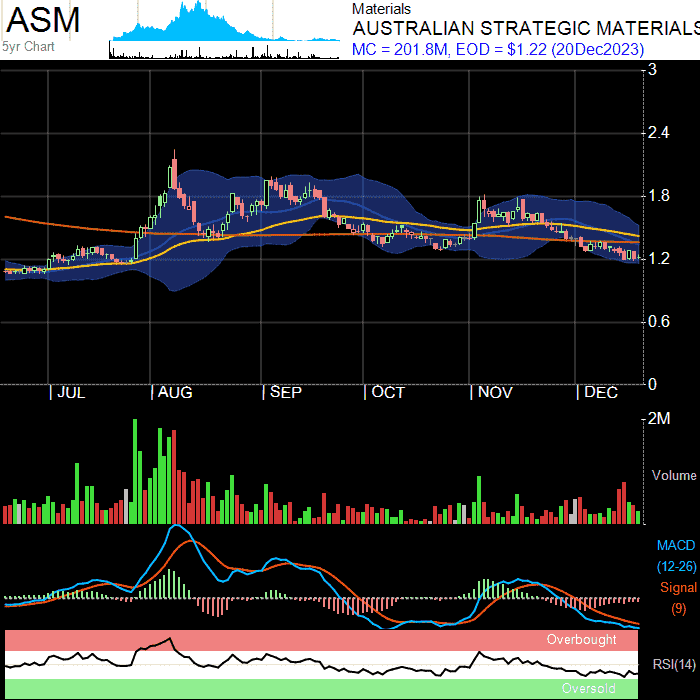 ASM
5yr Chart
Materials
AUSTRALIAN STRATEGIC MATERIALS
MC = 201.8M, EOD = $1.22 (20Dec2023)
3
2.4
1.8
1.2
0.6
0
| JUL | AUG | SEP | OCT | NOV | DEC
2M
Volume
MACD
(12-26)
Signal
(9)
Overbought
RSI(14)
Oversold